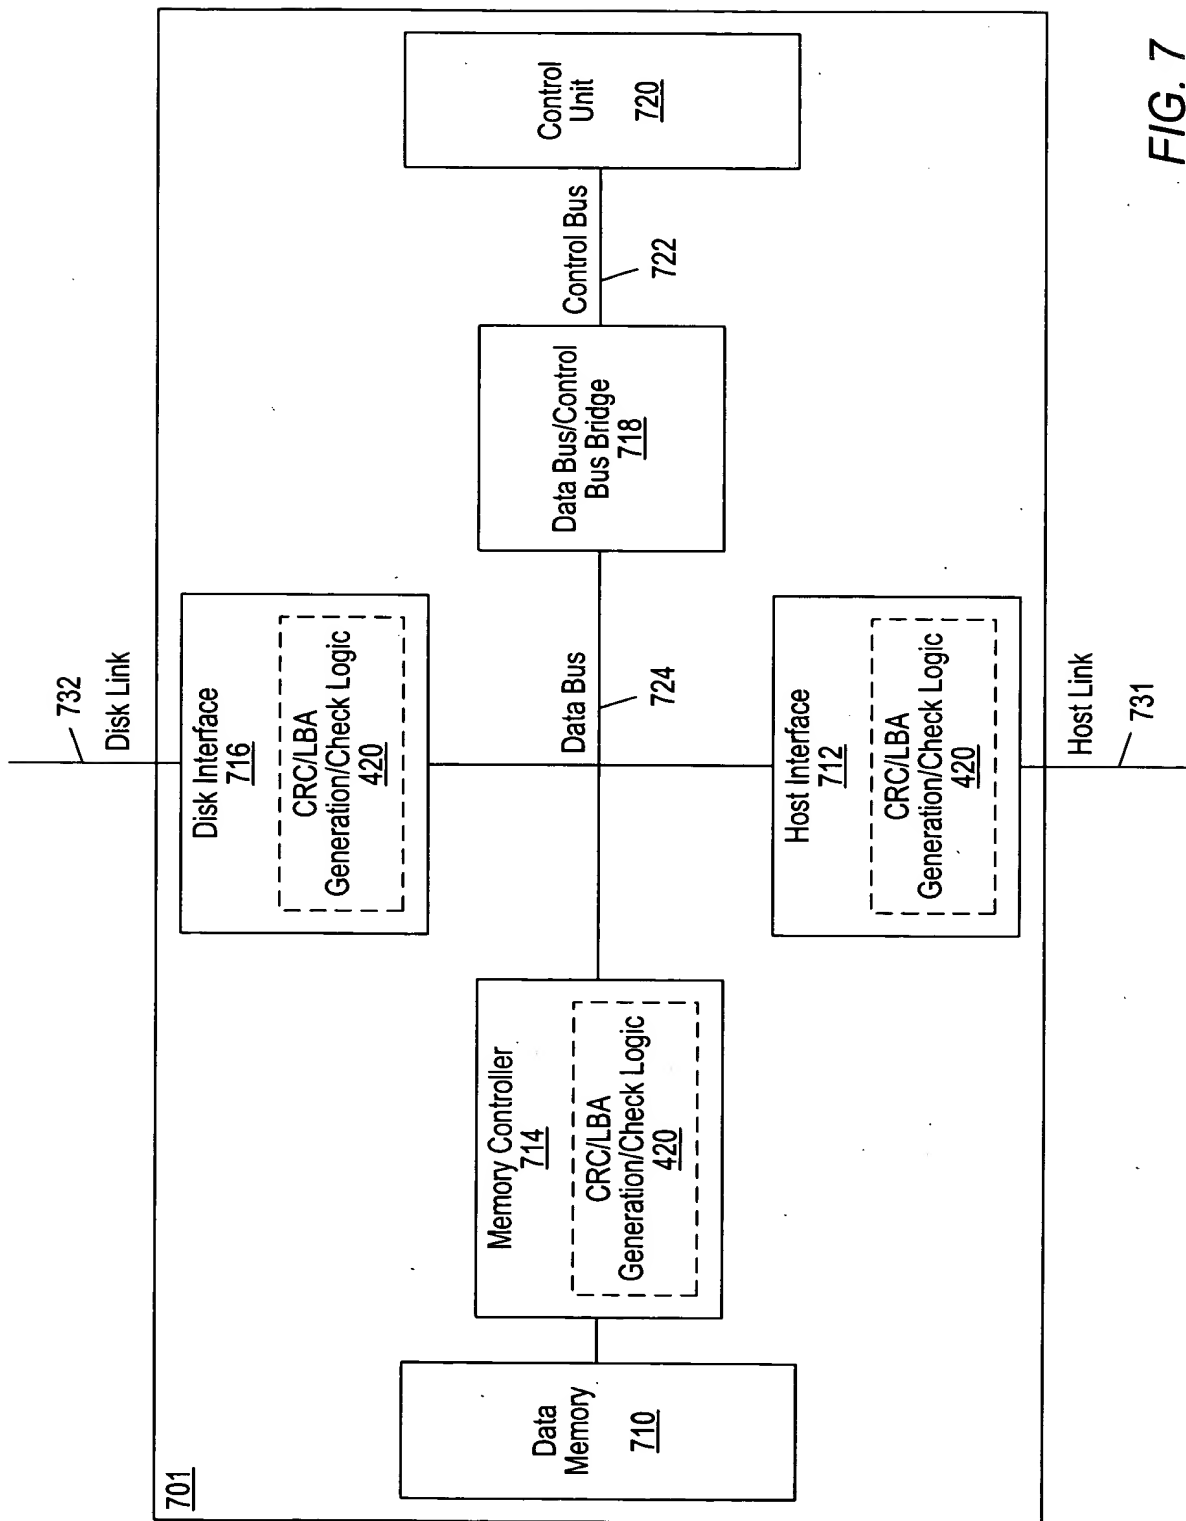 701
Data
Memory
710
Memory Controller
714
CRC/LBA
Generation/Check Logic
420
732
Disk Link
Disk Interface
716
CRC/LBA
Generation/Check Logic
420
Data Bus
724
Host Interface
712
CRC/LBA
Generation/Check Logic
420
Host Link
731
Data Bus/Control
Bus Bridge
718
Control Bus
722
Control
Unit
720
FIG. 7